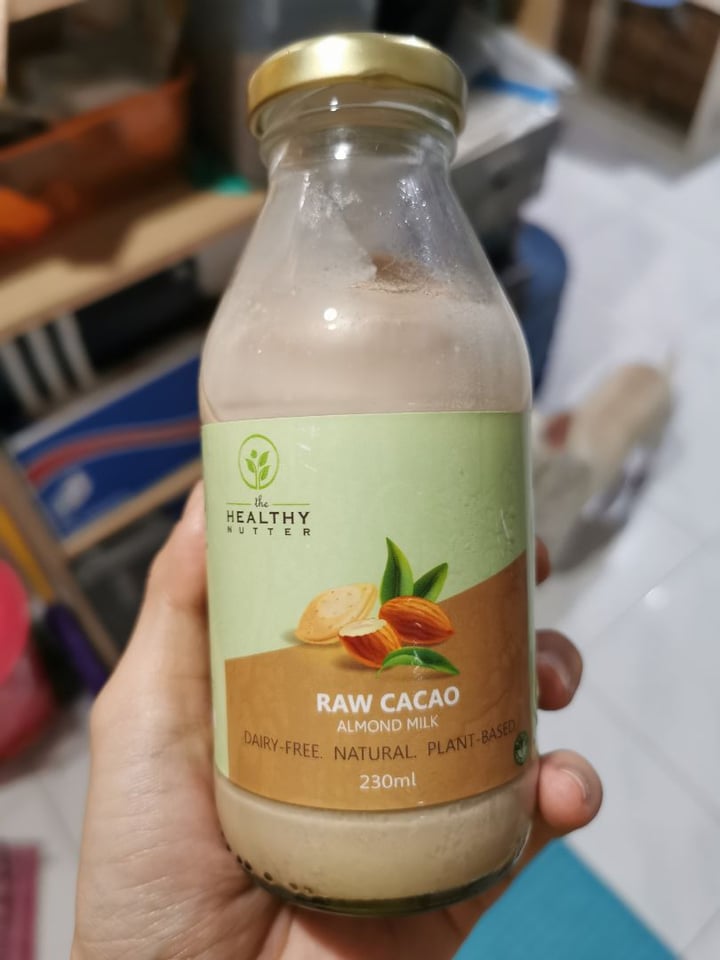 the
HEALTHY
NUTTER
RAW CACAO
ALMOND MILK
DAIRY-FREE. NATURAL. PLANT-BASED.
230ml